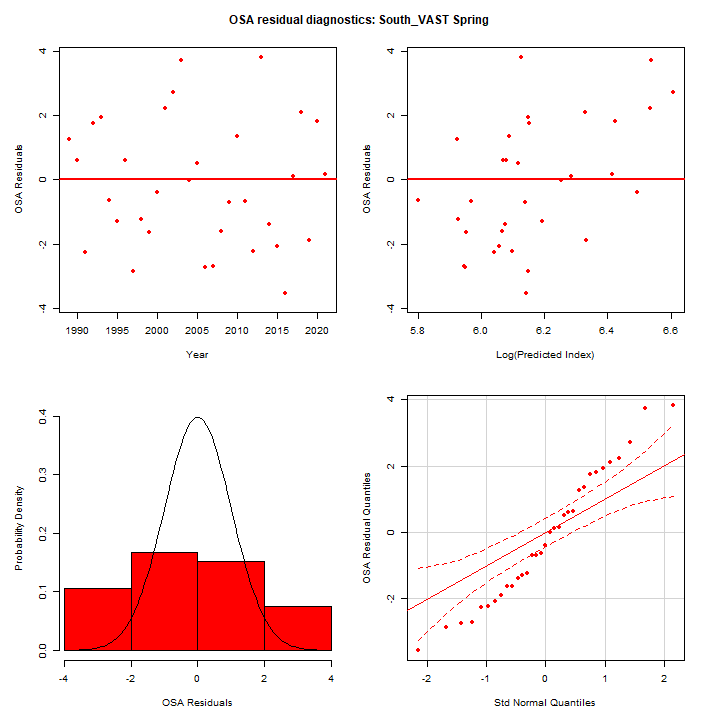 OSA residual diagnostics: South_VAST Spring
4
2
0
-2
-4
OSA Residuals
1990 1995 2000 2005 2010 2015 2020
Year
4
2
0
-2
-4
OSA Residuals
5.8 6.0 6.2 6.4 6.6
Log(Predicted Index)
0.4
0.3
0.2
0.1
0.0
Probability Density
-4 -2 0 2 4
OSA Residuals
4
2
0
-2
OSA Residual Quantiles
-2 -1 0 1 2
Std Normal Quantiles